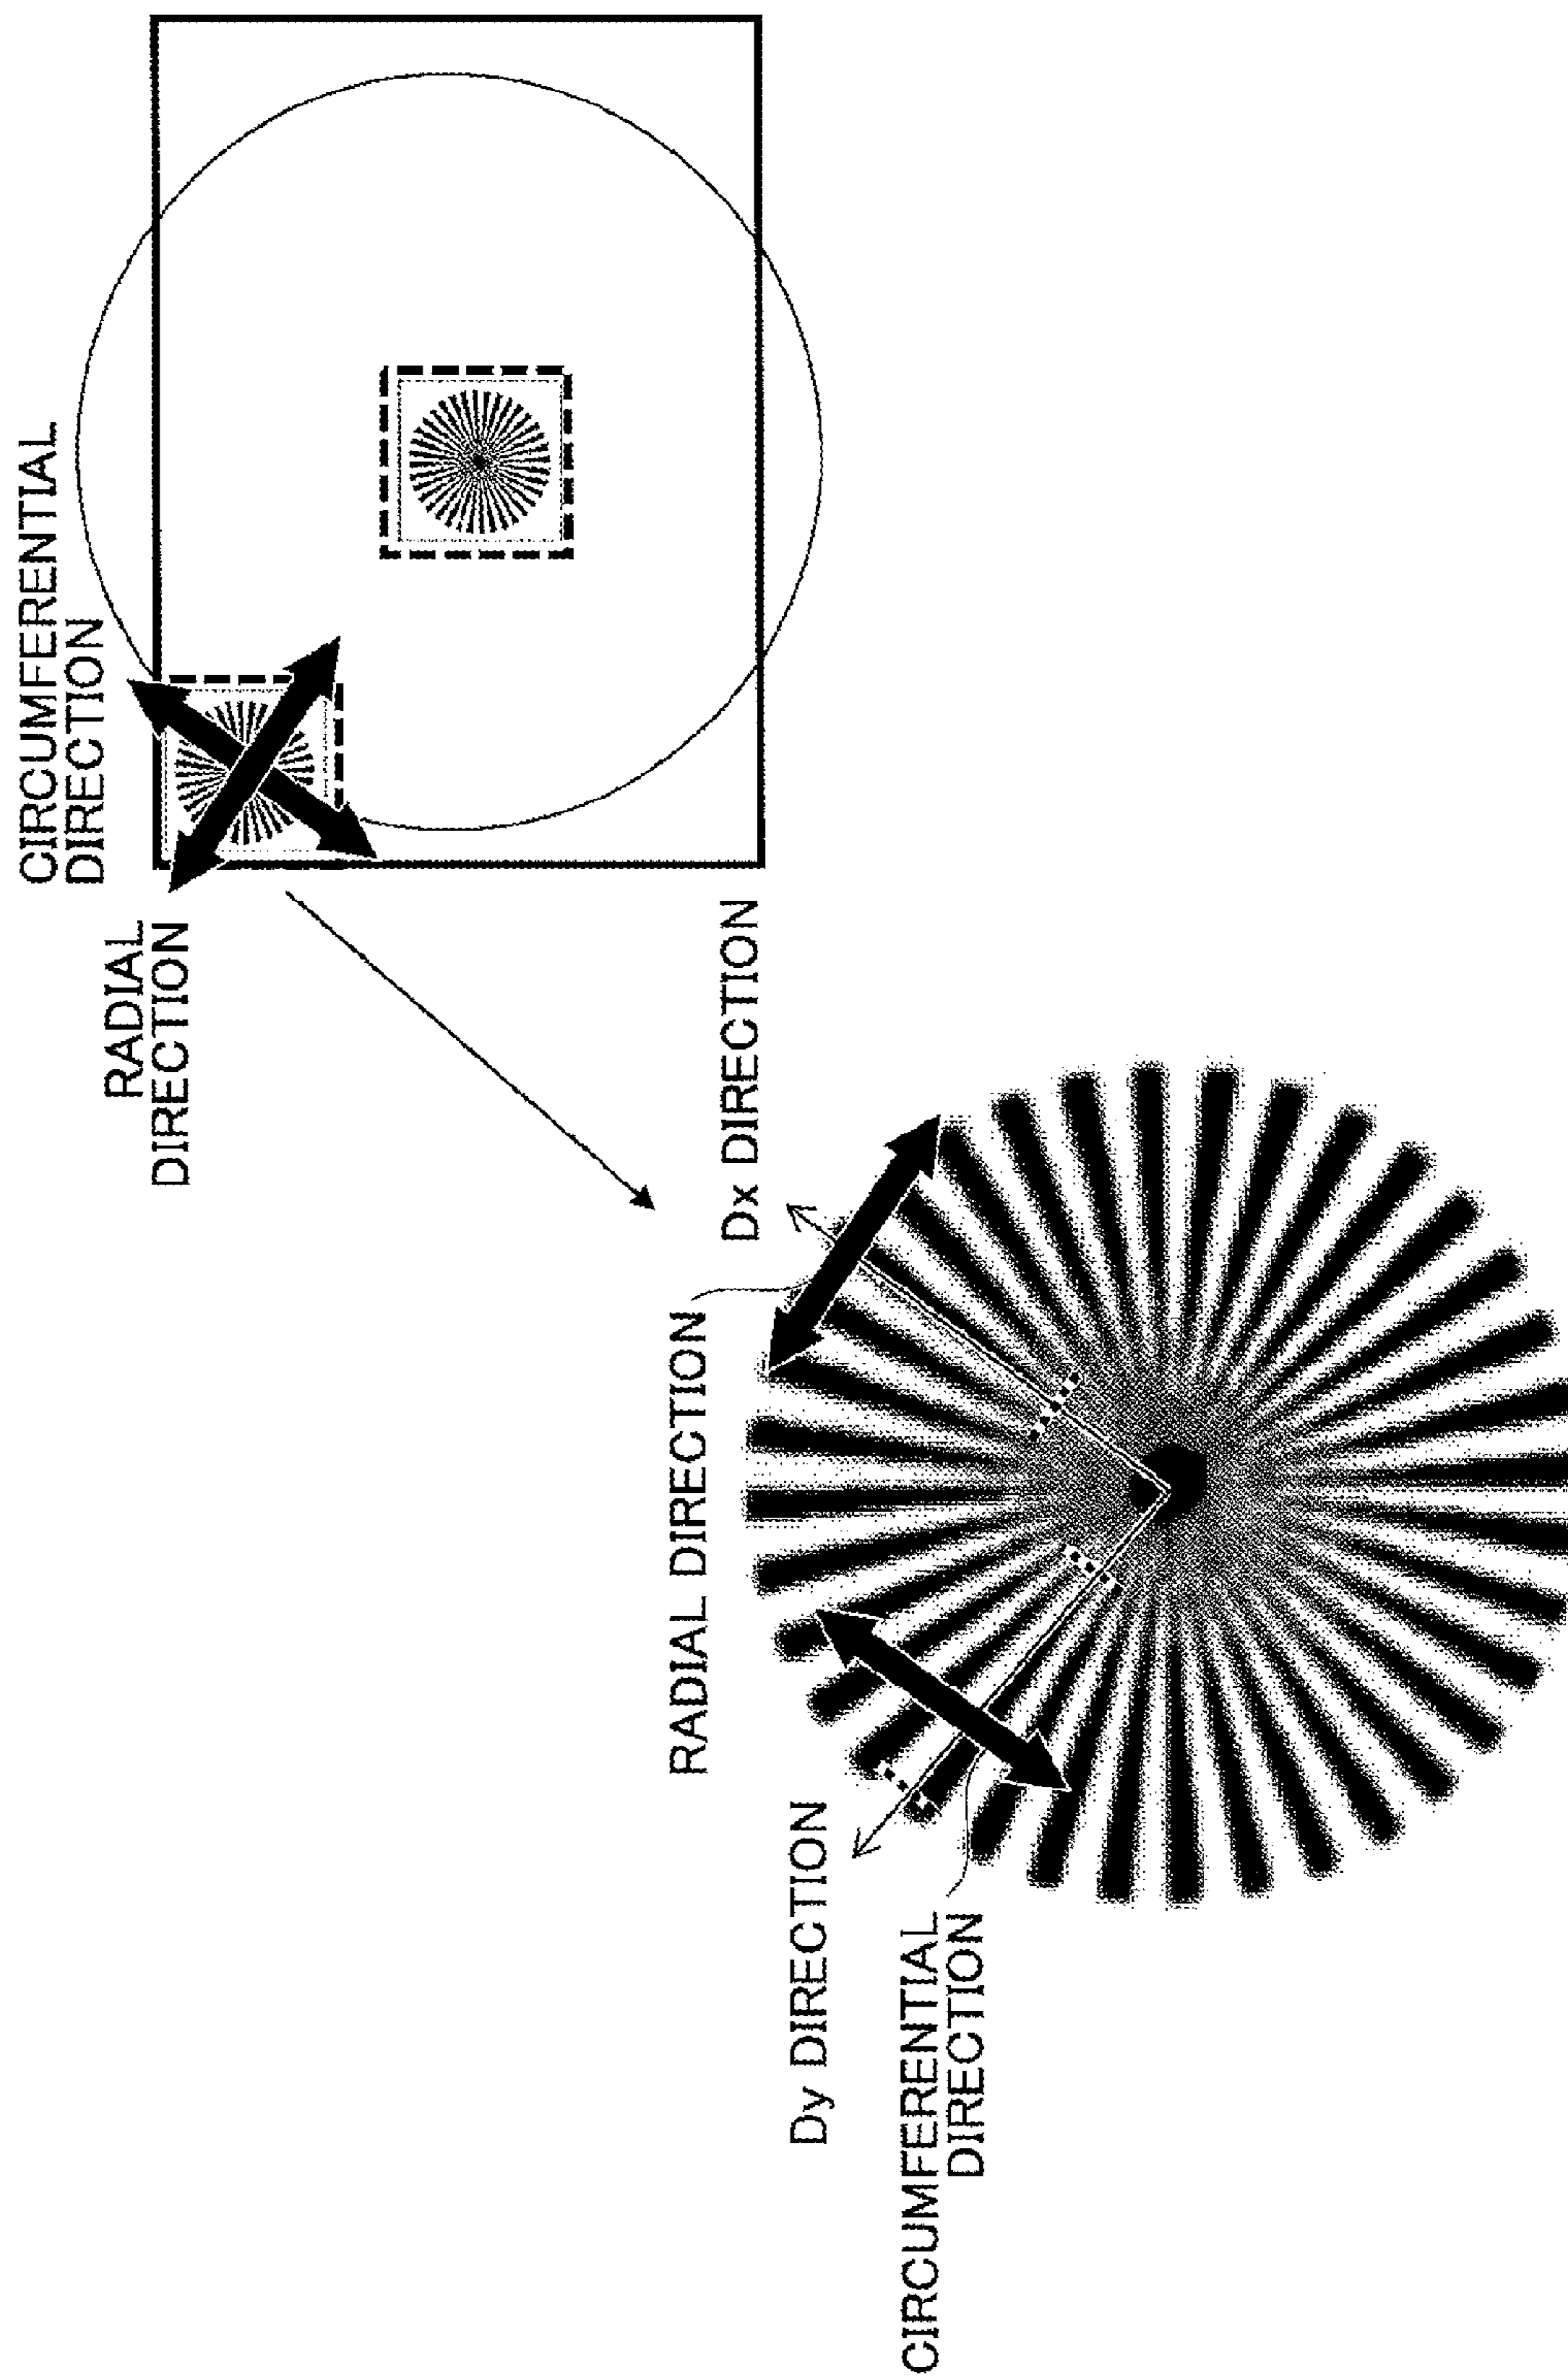 CIRCUMFERENTIAL
DIRECTION
RADIAL
DIRECTION
Dx DIRECTION
RADIAL DIRECTION
Dy DIRECTION
CIRCUMFERENTIAL
DIRECTION